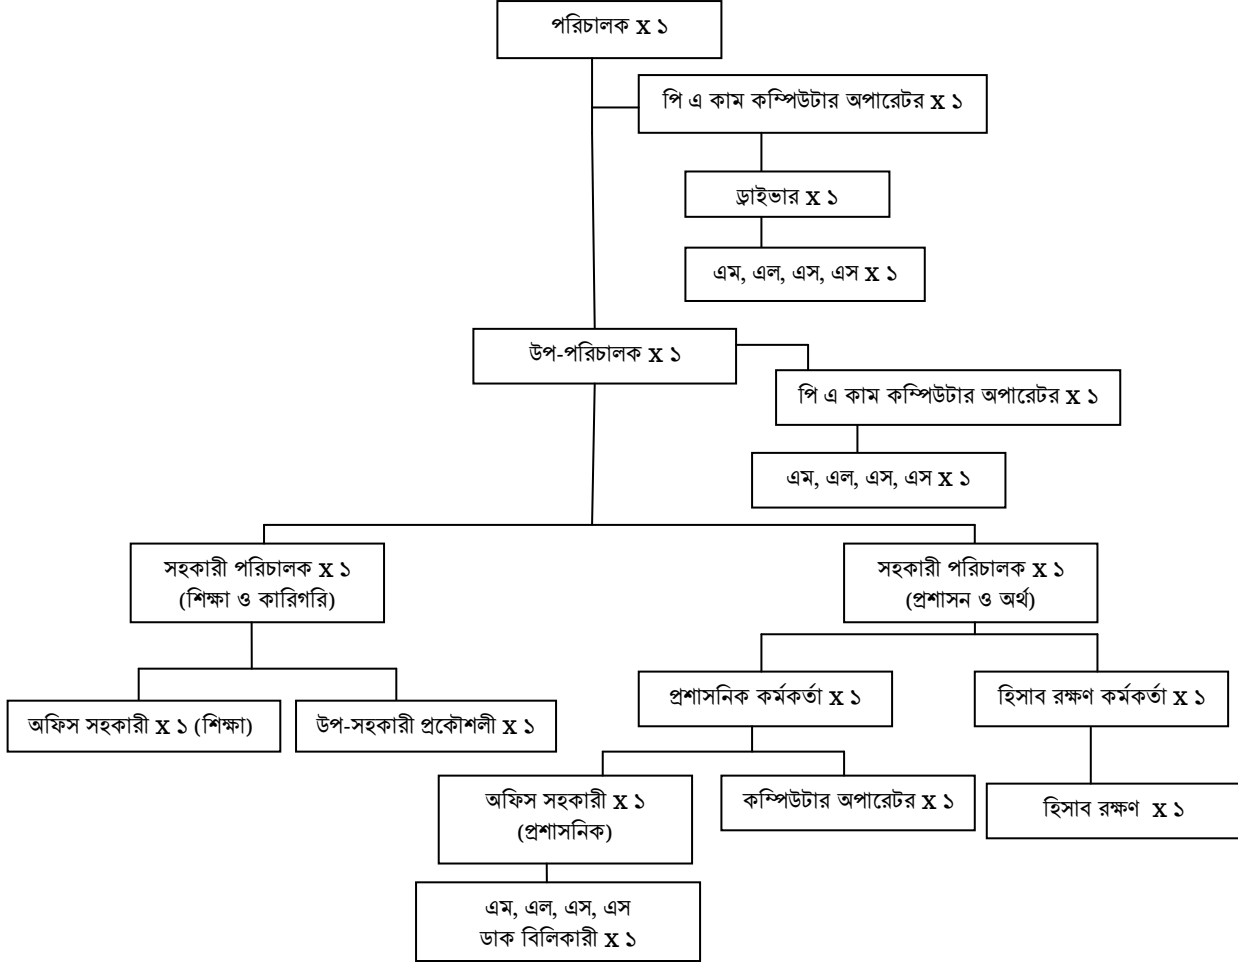 পরিচালক x ১
পি এ কাম কম্পিউটার অপারেটর x ১
ড্রাইভার x ১
এম, এল, এস, এস x ১
উপ-পরিচালক x ১
পি এ কাম কম্পিউটার অপারেটর x ১
এম, এল, এস, এস x ১
সহকারী পরিচালক x ১
(শিক্ষা ও কারিগরি)
সহকারী পরিচালক x ১
(প্রশাসন ও অর্থ)
প্রশাসনিক কর্মকর্তা x ১
হিসাব রক্ষণ কর্মকর্তা x ১
অফিস সহকারী x ১ (শিক্ষা)
উপ-সহকারী প্রকৌশলী x ১
অফিস সহকারী x ১
(প্রশাসনিক)
কম্পিউটার অপারেটর x ১
হিসাব রক্ষণ x ১
এম, এল, এস, এস
ডাক বিলিকারী x ১